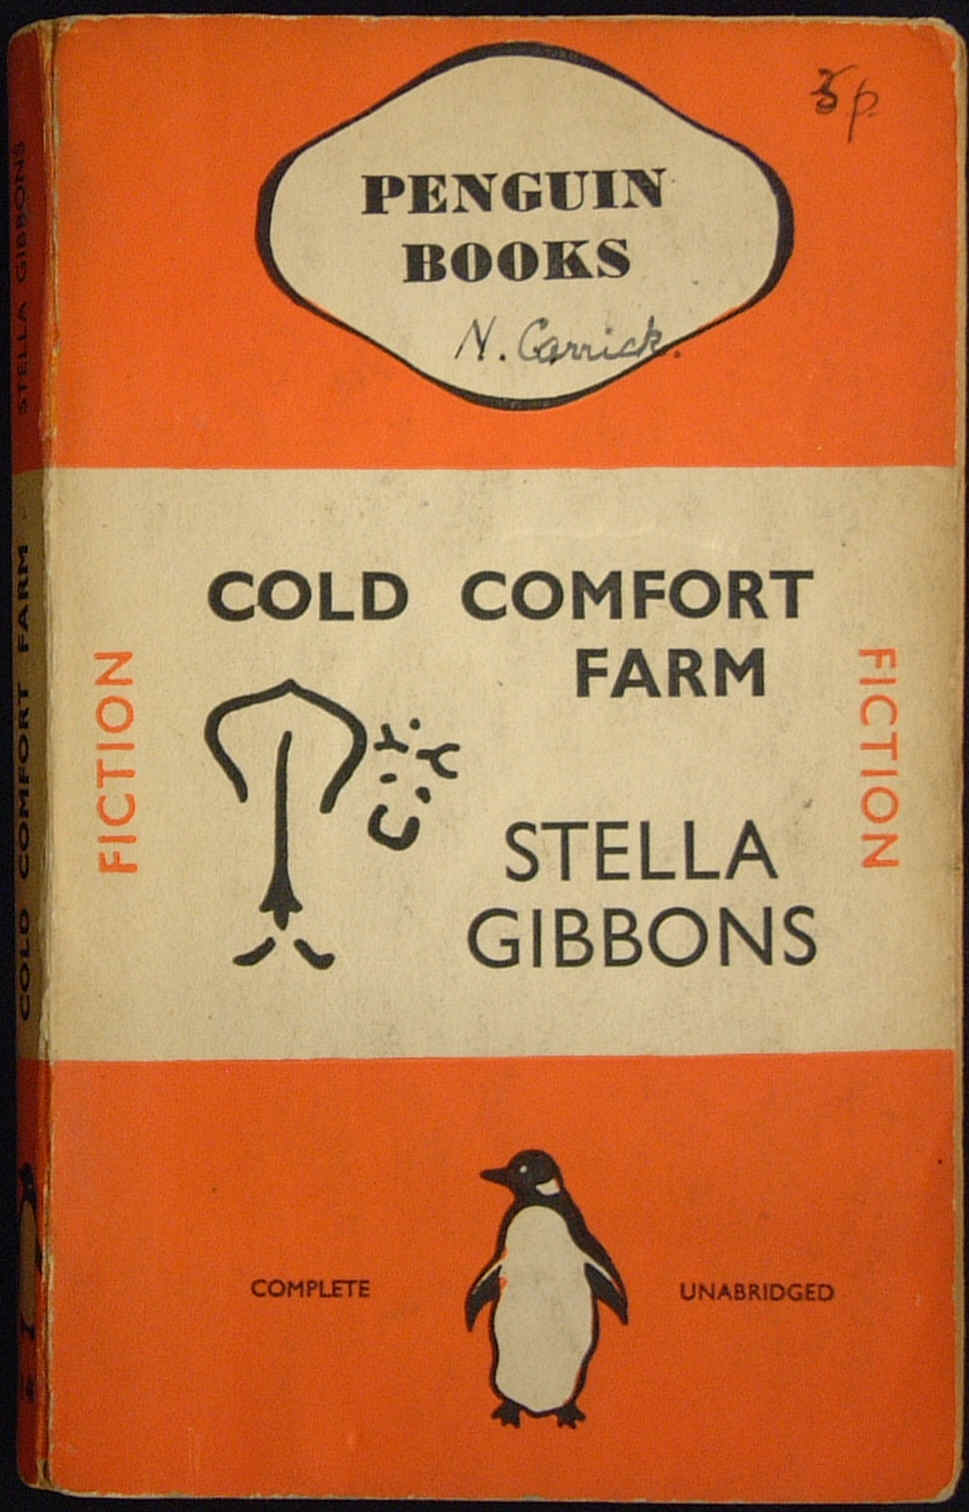 5p.
PENGUIN
BOOKS
N. Carrick.
COLD COMFORT
FARM
FICTION
FICTION
STELLA
GIBBONS
COMPLETE
UNABRIDGED
COLD COMFORT FARM - STELLA GIBBONS